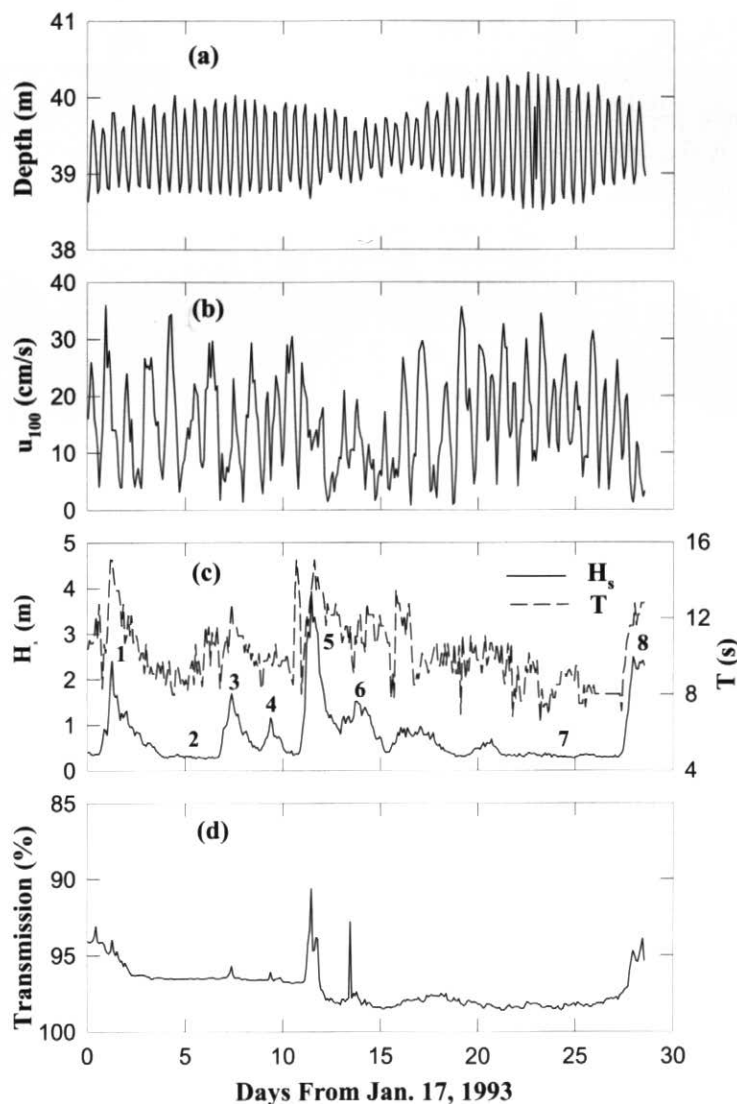 41
(a)
40
39
38
Depth (m)
40
(b)
30
20
10
0
u100 (cm/s)
5
(c)
16
Hs
4
T
12
3
1
5
8
2
3
6
8
1
4
2
7
0
4
H. (m)
T (s)
85
(d)
90
95
100
Transmission (%)
0 5 10 15 20 25 30
Days From Jan. 17, 1993